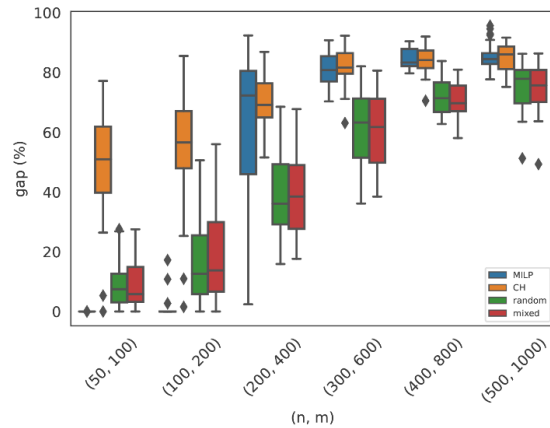 100
80
60
40
20
0
gap (%)
MILP
CH
random
mixed
(50, 100)
(100, 200)
(200, 400)
(300, 600)
(400, 800)
(500, 1000)
(n, m)